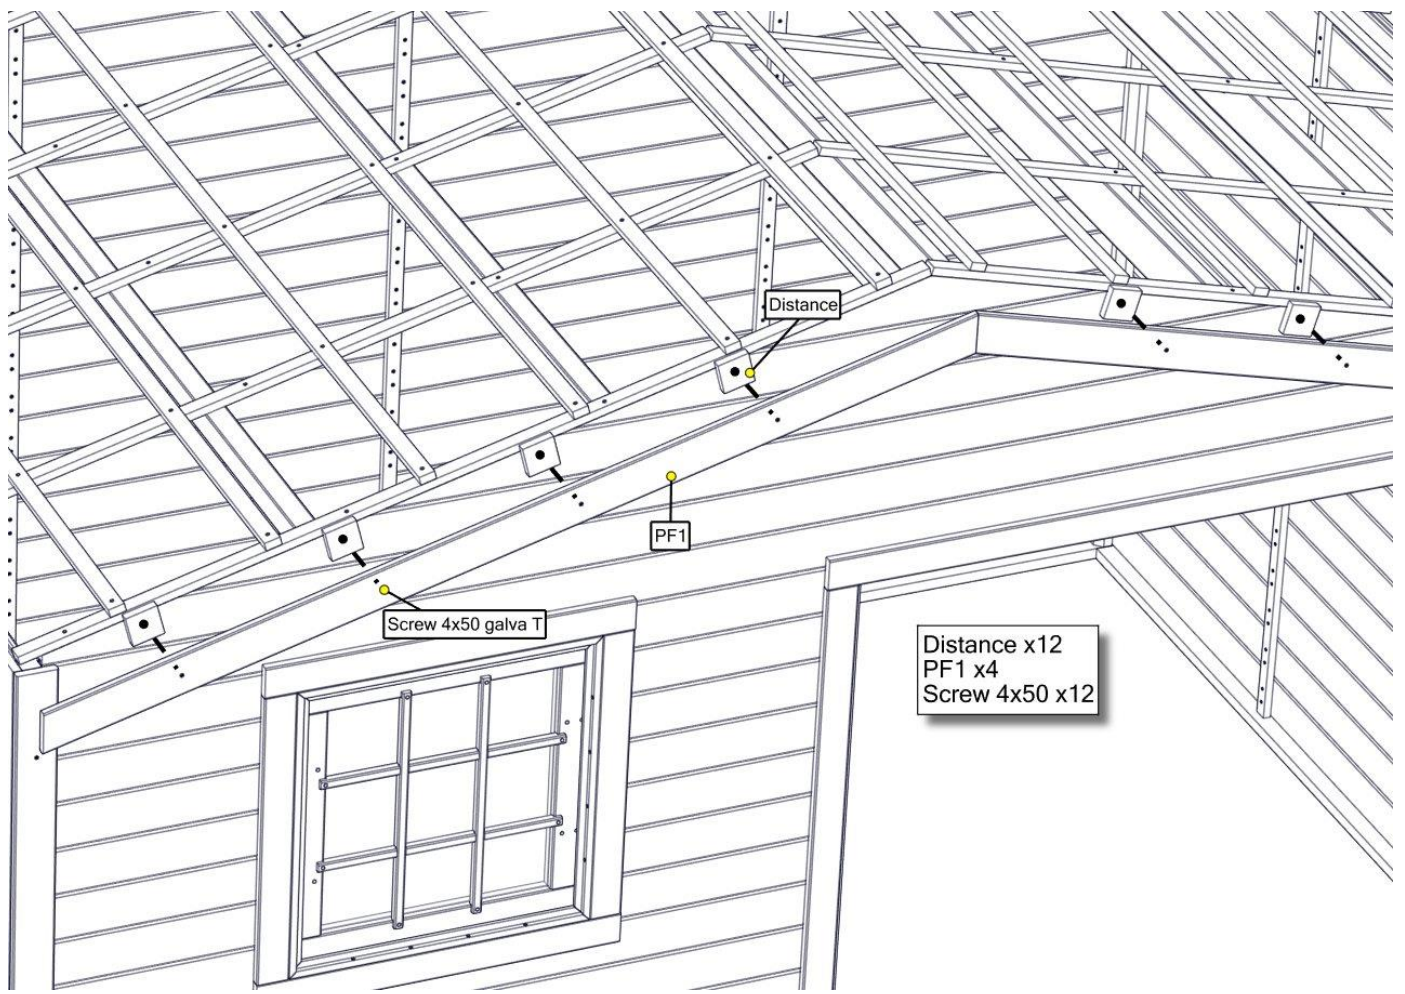 Distance
PF1
Screw 4x50 galva T
Distance x12
PF1 x4
Screw 4x50 x12